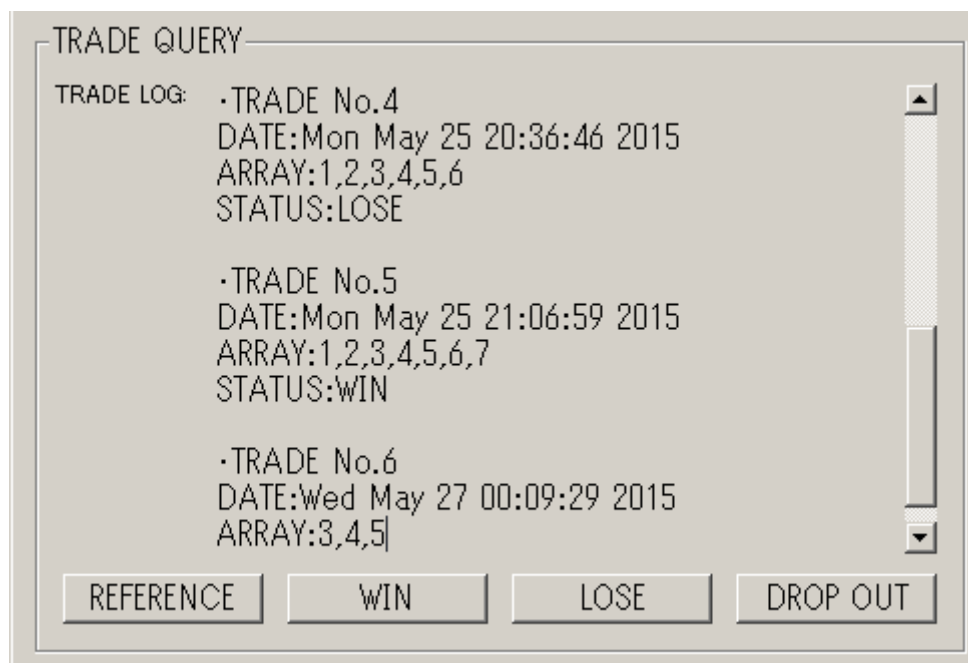 TRADE QUERY
TRADE LOG:
·TRADE No.4
DATE:Mon May 25 20:36:46 2015
ARRAY:1,2,3,4,5,6
STATUS:LOSE
·TRADE No.5
DATE:Mon May 25 21:06:59 2015
ARRAY:1,2,3,4,5,6,7
STATUS:WIN
·TRADE No.6
DATE:Wed May 27 00:09:29 2015
ARRAY:3,4,5
REFERENCE
WIN
LOSE
DROP OUT